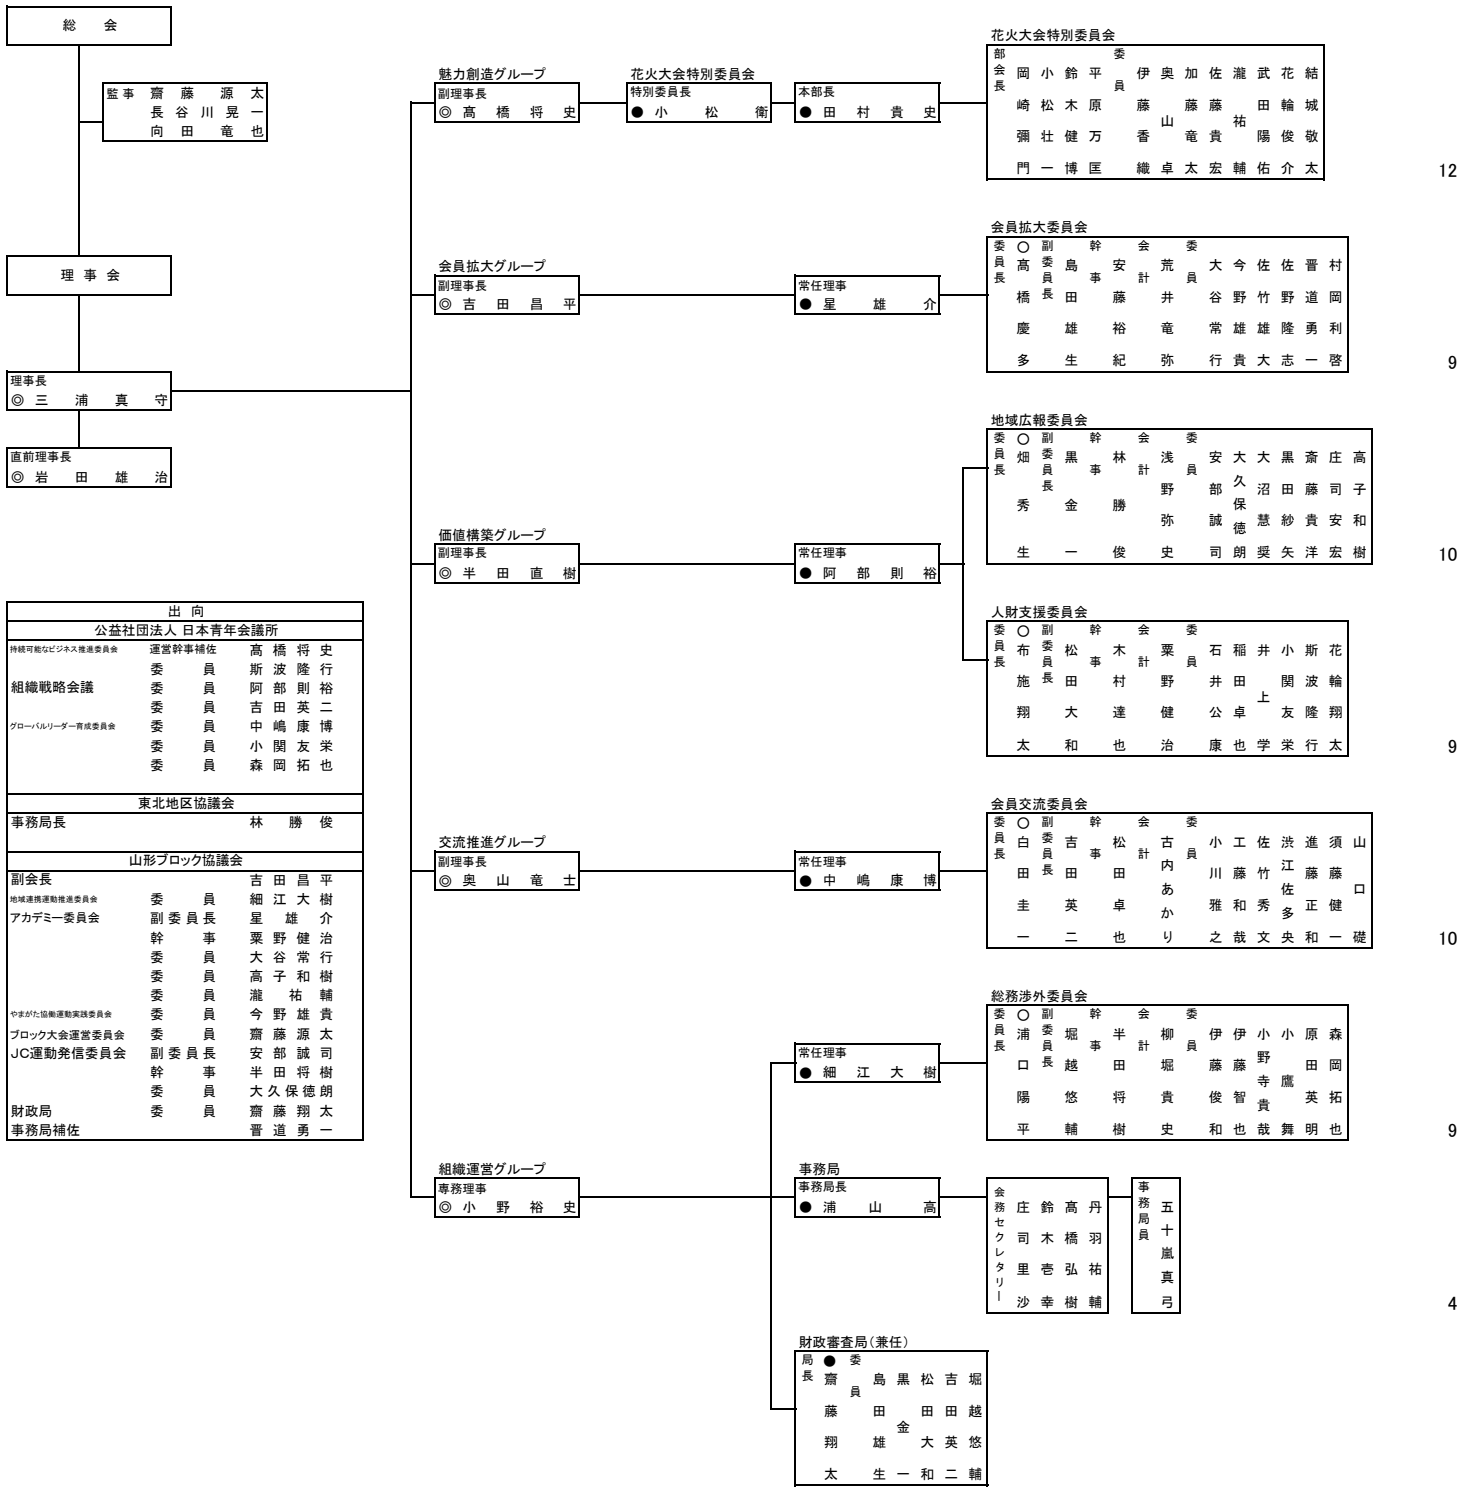 総　会
監事 齋藤源太
長谷川晃一
向田竜也
理事会
理事長
◎ 三浦真守
直前理事長
◎ 岩田雄治
魅力創造グループ
副理事長
◎ 髙橋将史
花火大会特別委員会
特別委員長
● 小松衛
本部長
● 田村貴史
花火大会特別委員会
部会長
岡崎彌門
小松壮一
鈴木健博
平原万匡
委員
伊藤香織
奥山卓
加藤竜太
佐藤貴宏
瀧祐輔
武田陽佑
花輪俊介
結城敬太
12
会員拡大グループ
副理事長
◎ 吉田昌平
常任理事
● 星雄介
会員拡大委員会
委員長
○ 髙橋慶多
副委員長
島田雄生
幹事
安藤裕紀
会計
荒井竜弥
委員
大谷常行
今野雄貴
佐竹雄大
佐野隆志
晋道勇一
村岡利啓
9
価値構築グループ
副理事長
◎ 半田直樹
常任理事
● 阿部則裕
地域広報委員会
委員長
○ 畑秀生
副委員長
黒金一
幹事
林勝俊
会計
浅野弥史
委員
安部誠司
大久保徳朗
大沼慧奨
黒田紗矢
斎藤貴洋
庄司安宏
高子和樹
10
人財支援委員会
委員長
○ 布施翔太
副委員長
松田大和
幹事
木村達也
会計
粟野健治
委員
石井公康
稲田卓也
井上学
小関友栄
斯波隆行
花輪翔太
9
交流推進グループ
副理事長
◎ 奥山竜士
常任理事
● 中嶋康博
会員交流委員会
委員長
○ 白田圭一
副委員長
吉田英二
幹事
松田卓也
会計
古内あかり
委員
小川雅之
工藤和哉
佐竹秀文
渋江佐多央
進藤正和
須藤健一
山口礎
10
組織運営グループ
専務理事
◎ 小野裕史
常任理事
● 細江大樹
総務渉外委員会
委員長
○ 浦口陽平
副委員長
堀越悠輔
幹事
半田将樹
会計
柳堀貴史
委員
伊藤俊和
伊藤智也
小野寺貴哉
小鷹舞
原田英明
森岡拓也
9
事務局
事務局長
● 浦山高
会務セクレタリー
庄司里沙
鈴木壱幸
髙橋弘樹
丹羽祐輔
事務局員
五十嵐真弓
4
財政審査局（兼任）
局長
● 齋藤翔太
委員
島田雄生
黒金一
松田大和
吉田英二
堀越悠輔
出向
公益社団法人 日本青年会議所
持続可能なビジネス推進委員会 運営幹事補佐 髙橋将史
委員 斯波隆行
組織戦略会議 委員 阿部則裕
委員 吉田英二
グローバルリーダー育成委員会 委員 中嶋康博
委員 小関友栄
委員 森岡拓也
東北地区協議会
事務局長 林勝俊
山形ブロック協議会
副会長 吉田昌平
地域連携運動推進委員会 委員 細江大樹
アカデミー委員会 副委員長 星雄介
幹事 粟野健治
委員 大谷常行
委員 高子和樹
委員 瀧祐輔
やまがた協働運動実践委員会 委員 今野雄貴
ブロック大会運営委員会 委員 齋藤源太
JC運動発信委員会 副委員長 安部誠司
幹事 半田将樹
委員 大久保徳朗
財政局 委員 齋藤翔太
事務局補佐 晋道勇一